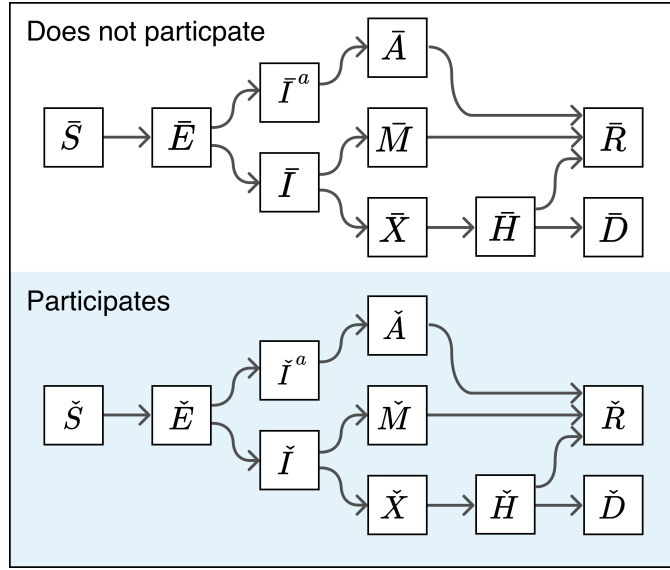 Does not particpate
S̄ Ē Īᵃ Ī Ā M̄ X̄ H̄ R̄ D̄
Participates
Š Ě Ǐᵃ Ǐ Ǎ M̌ X̌ Ȟ Ř Ď